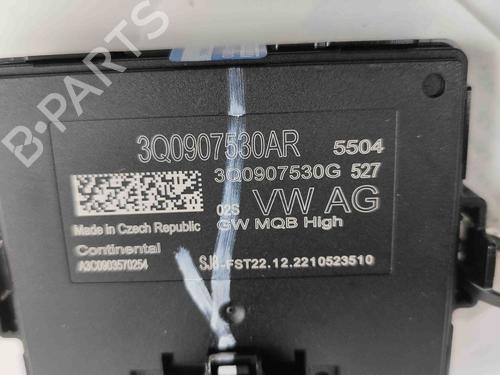 B-PARTS
3Q0907530AR 5504
3Q0907530G 527
02S VW AG
Made in Czech Republic GW MQB High
Continental
A3C0903570254 SJ8-FST22.12.2210523510